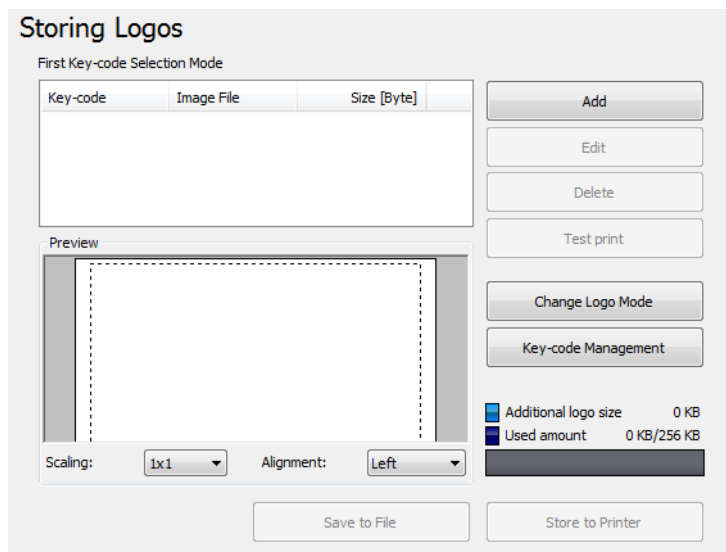 Storing Logos
First Key-code Selection Mode
Key-code Image File Size [Byte]
Add
Edit
Delete
Test print
Preview
Change Logo Mode
Key-code Management
Additional logo size 0 KB
Used amount 0 KB/256 KB
Scaling: 1x1 Alignment: Left
Save to File Store to Printer